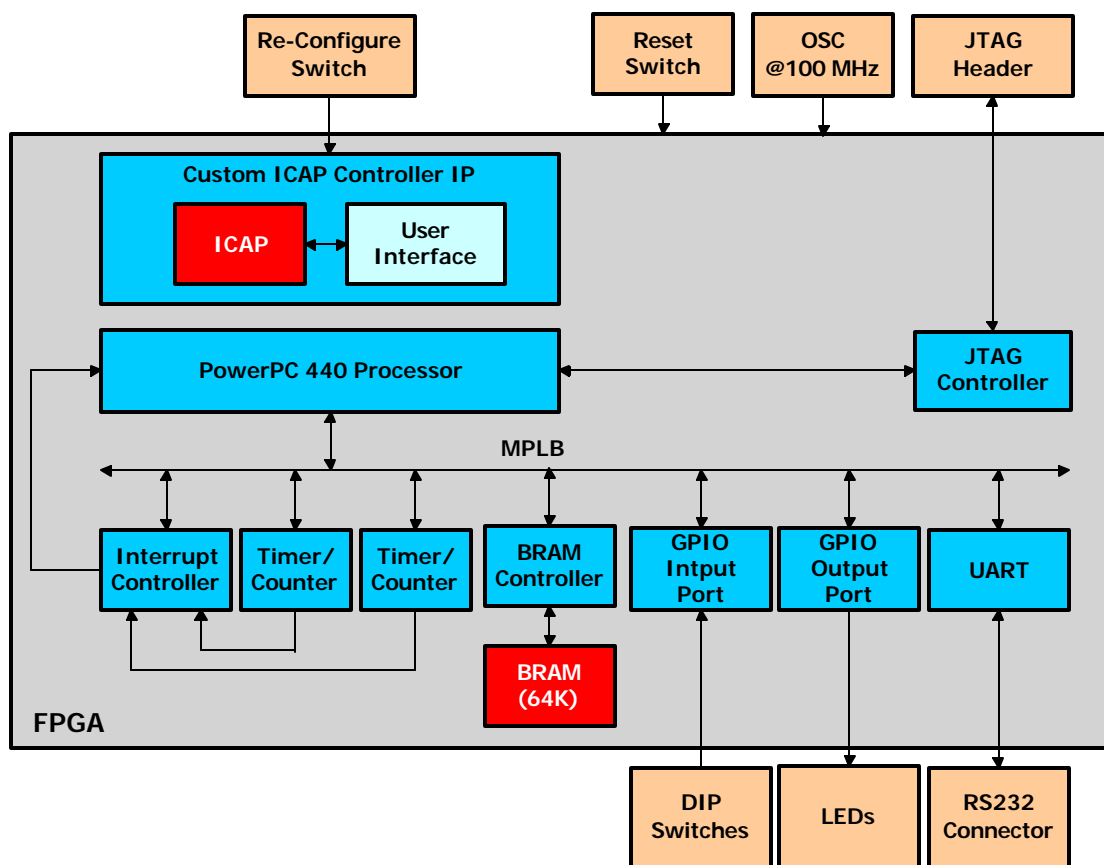 Re-Configure
Switch
Reset
Switch
OSC
@100 MHz
JTAG
Header
Custom ICAP Controller IP
ICAP
User
Interface
PowerPC 440 Processor
JTAG
Controller
MPLB
Interrupt
Controller
Timer/
Counter
Timer/
Counter
BRAM
Controller
GPIO
Intput
Port
GPIO
Output
Port
UART
BRAM
(64K)
FPGA
DIP
Switches
LEDs
RS232
Connector